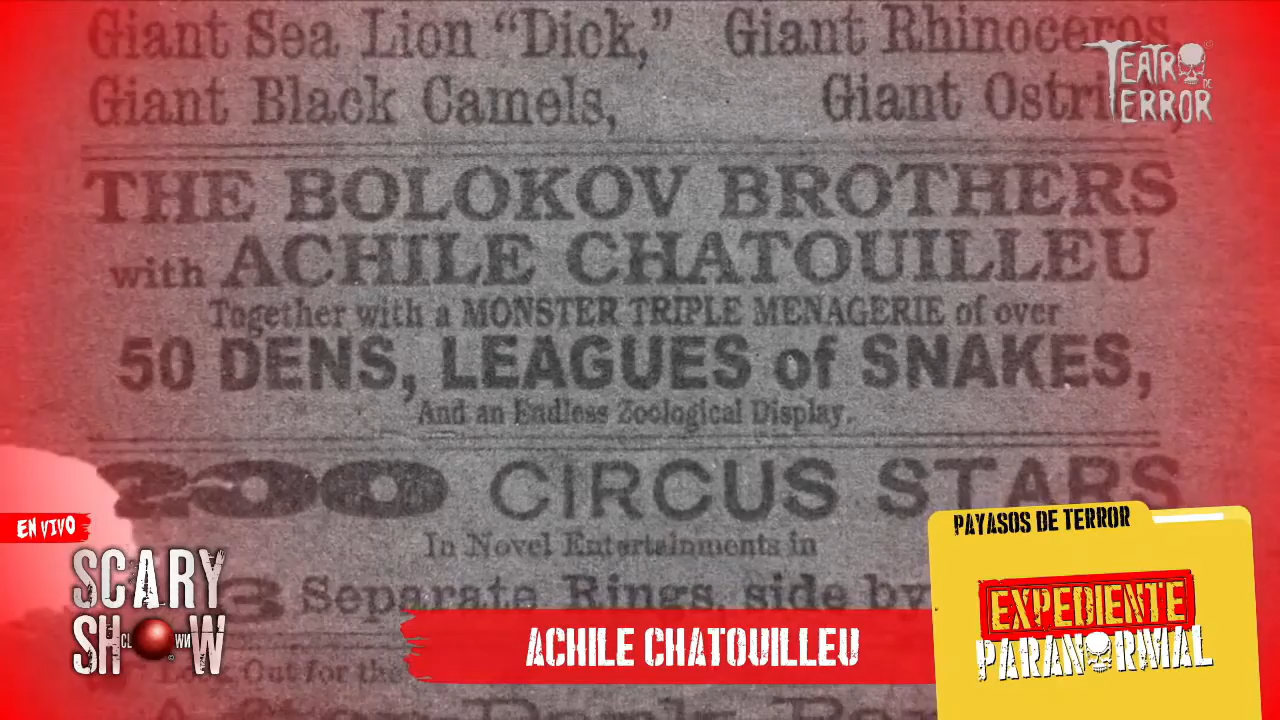 Giant Sea Lion “Dick,” Giant Rhinoceros,
Giant Black Camels, Giant
TEATRO
DE
TERROR
THE BOLOKOV BROTHERS
with ACHILE CHATOUILLEU
Together with a MONSTER TRIPLE MENAGERIE of over
50 DENS, LEAGUES of SNAKES,
And an Endless Zoological Display.
200 CIRCUS STARS
In Novel Entertainments in
3 Separate Rings, side by
EN VIVO
SCARY
SHOW
CLOWN
ACHILE CHATOUILLEU
PAYASOS DE TERROR
EXPEDIENTE
PARANORMAL